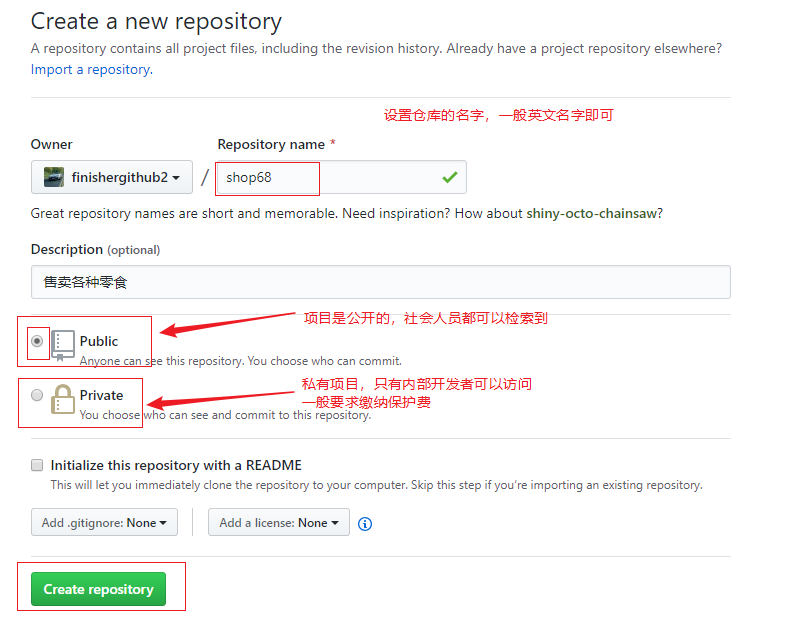 Create a new repository
A repository contains all project files, including the revision history. Already have a project repository elsewhere?
Import a repository.
设置仓库的名字，一般英文名字即可
Owner
Repository name *
finishergithub2
/
shop68
Great repository names are short and memorable. Need inspiration? How about shiny-octo-chainsaw?
Description (optional)
售卖各种零食
项目是公开的，社会人员都可以检索到
Public
Anyone can see this repository. You choose who can commit.
私有项目，只有内部开发者可以访问
一般要求缴纳保护费
Private
You choose who can see and commit to this repository.
Initialize this repository with a README
This will let you immediately clone the repository to your computer. Skip this step if you're importing an existing repository.
Add .gitignore: None
Add a license: None
Create repository